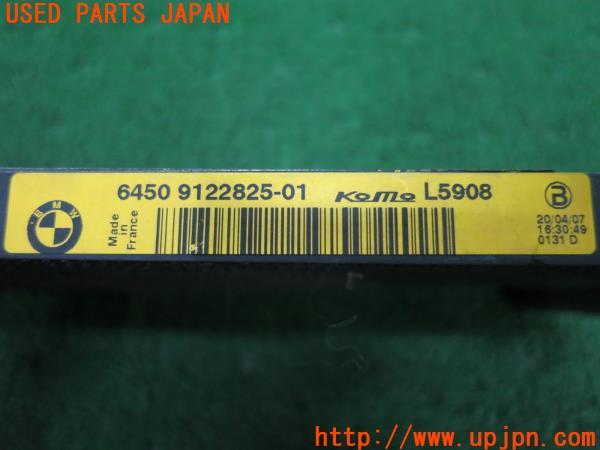 USED PARTS JAPAN
BMW
Made in France
6450 9122825-01 KoMo L5908
B
20/04/07
16:30:49
0131 D
http://www.upjpn.com/